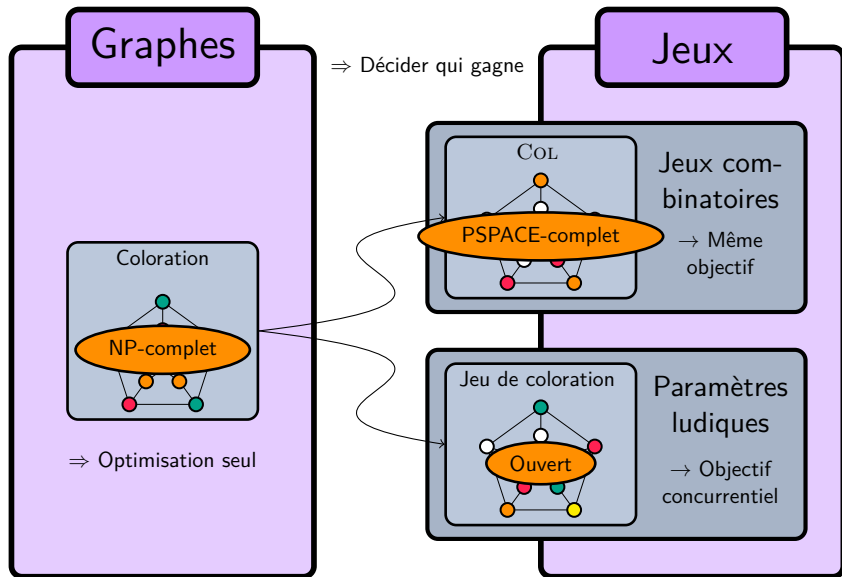 Graphes
⇒ Décider qui gagne
Jeux
Coloration
NP-complet
⇒ Optimisation seul
COL
PSPACE-complet
Jeux com-
binatoires
→ Même
objectif
Jeu de coloration
Ouvert
Paramètres
ludiques
→ Objectif
concurrentiel